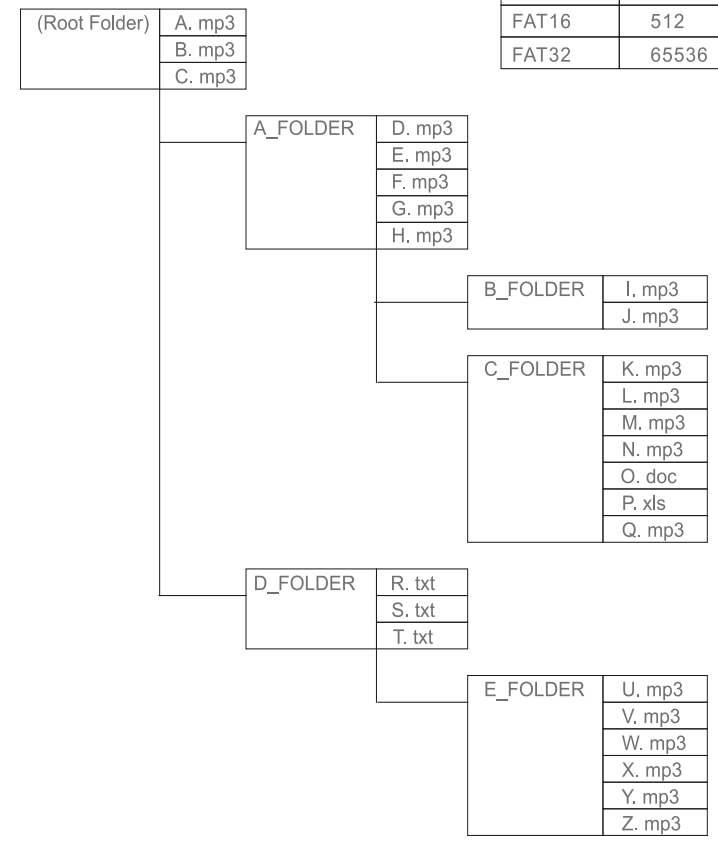 FAT16 512
FAT32 65536
(Root Folder) A. mp3
B. mp3
C. mp3
A_FOLDER D. mp3
E. mp3
F. mp3
G. mp3
H. mp3
B_FOLDER I. mp3
J. mp3
C_FOLDER K. mp3
L. mp3
M. mp3
N. mp3
O. doc
P. xls
Q. mp3
D_FOLDER R. txt
S. txt
T. txt
E_FOLDER U. mp3
V. mp3
W. mp3
X. mp3
Y. mp3
Z. mp3